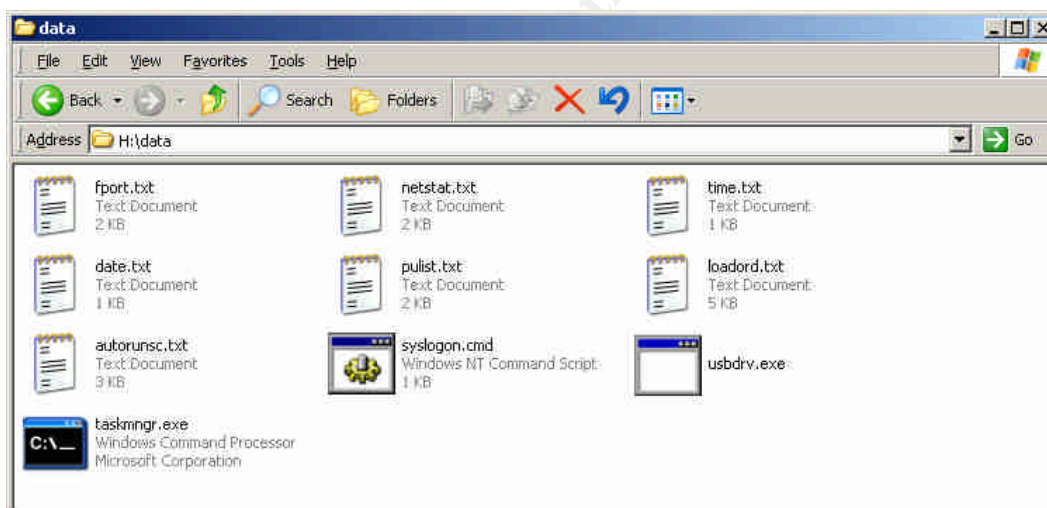 data
File Edit View Favorites Tools Help
Back Search Folders
Address H:\data Go
fport.txt
Text Document
2 KB
netstat.txt
Text Document
2 KB
time.txt
Text Document
1 KB
date.txt
Text Document
1 KB
pulist.txt
Text Document
2 KB
loadord.txt
Text Document
5 KB
autorunsc.txt
Text Document
3 KB
syslogon.cmd
Windows NT Command Script
1 KB
usbdrv.exe
C:\_
taskmngr.exe
Windows Command Processor
Microsoft Corporation